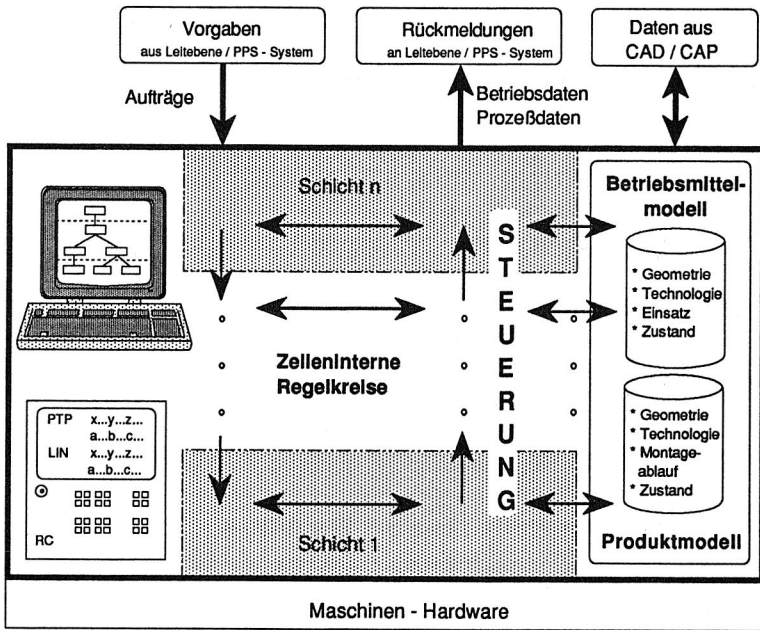 Vorgaben
aus Leitebene / PPS - System
Rückmeldungen
an Leitebene / PPS - System
Daten aus
CAD / CAP
Aufträge
Betriebsdaten
Prozeßdaten
Schicht n
STEUERUNG
Betriebsmittel-
modell
* Geometrie
* Technologie
* Einsatz
* Zustand
Zelleninterne
Regelkreise
PTP x...y...z...
a...b...c...
LIN x...y...z...
a...b...c...
RC
* Geometrie
* Technologie
* Montage-
ablauf
* Zustand
Schicht 1
Produktmodell
Maschinen - Hardware